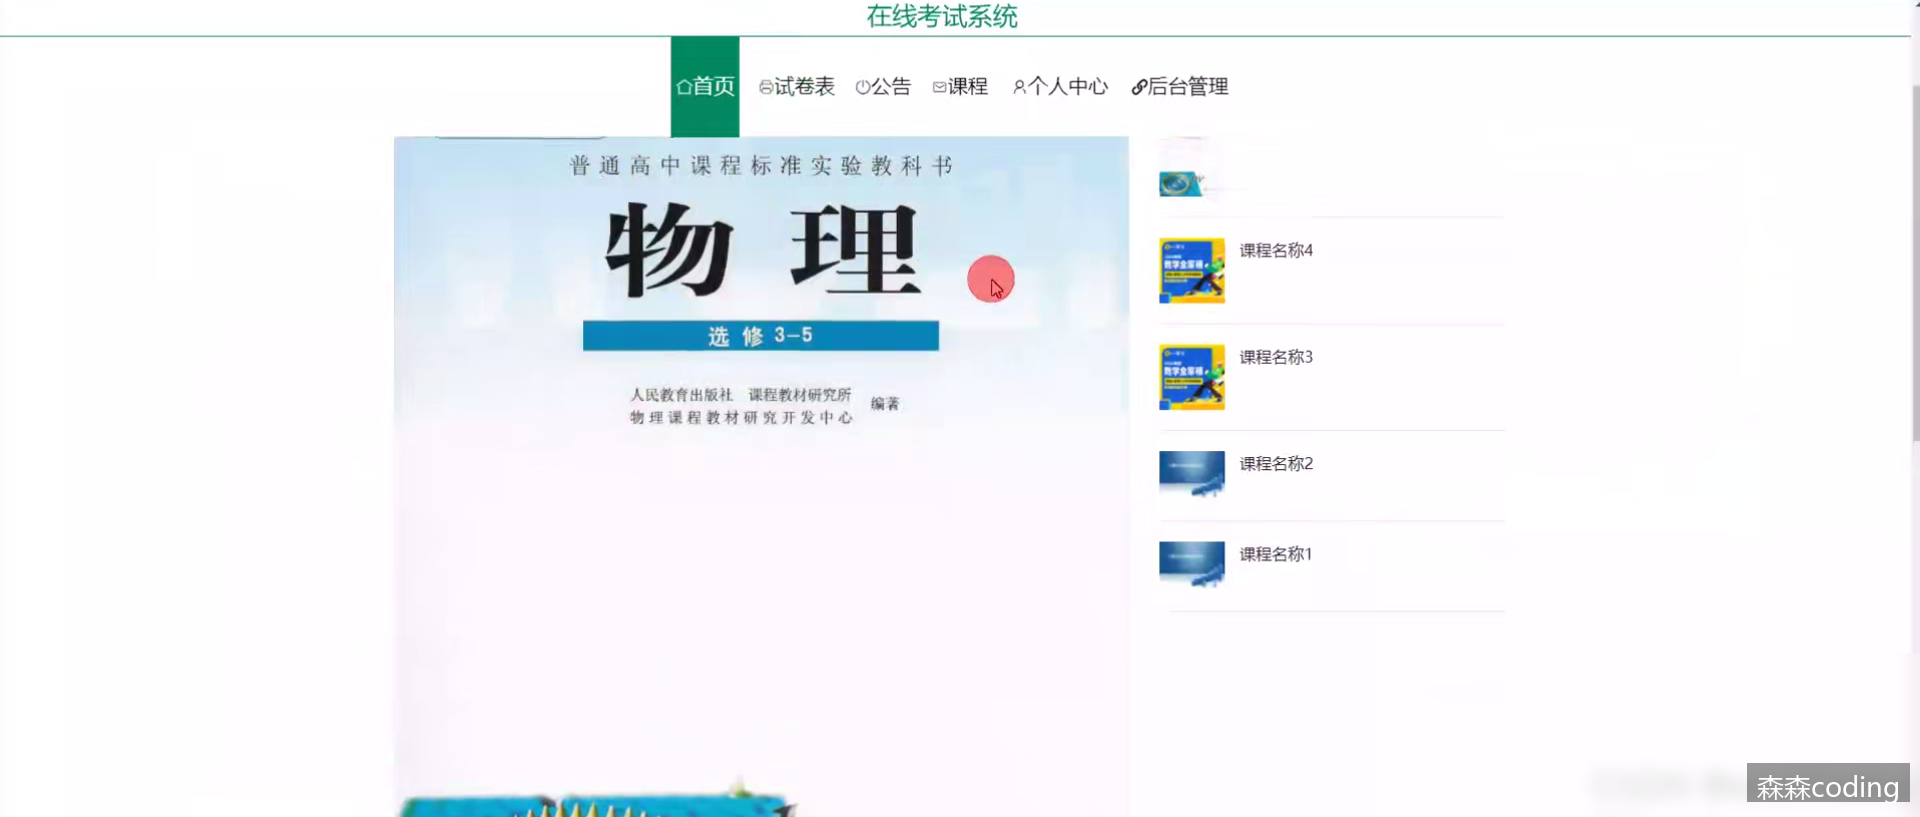 在线考试系统
首页 试卷表 公告 课程 个人中心 后台管理
普通高中课程标准实验教科书
物理
选修 3-5
人民教育出版社 课程教材研究所
物理课程教材研究开发中心
编著
课程名称4
课程名称3
课程名称2
课程名称1
森森coding